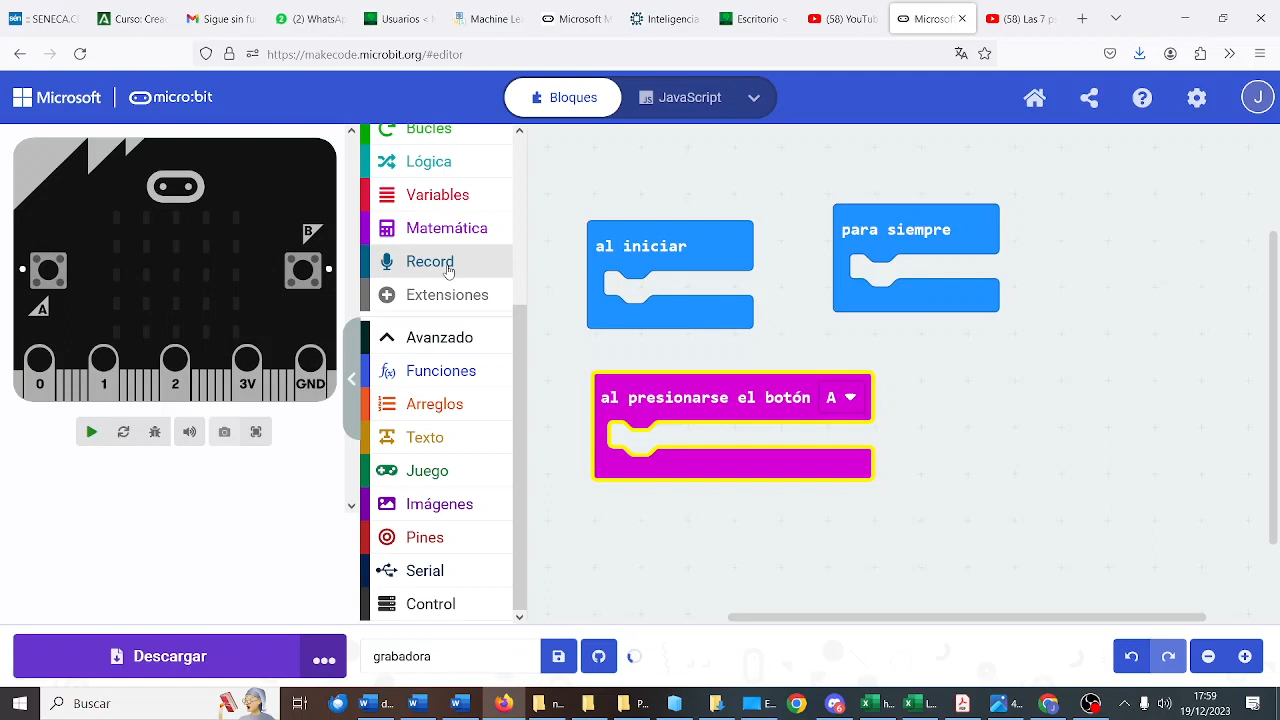 SENECA.C
Curso: Creac
Sigue sin fu
2 (WhatsA
Usuarios <
Machine Le
Microsoft M
Inteligencia
Escritorio <
(58) YouTub
Microsof
(58) Las 7 p
https://makecode.microbit.org/#editor
Microsoft
micro:bit
Bloques
JavaScript
J
Bucles
Lógica
Variables
Matemática
Record
Extensiones
Avanzado
Funciones
Arreglos
Texto
Juego
Imágenes
Pines
Serial
Control
B
A
0
1
2
3V
GND
al iniciar
para siempre
al presionarse el botón A
Descargar
grabadora
Buscar
n...
P...
E...
h...
L...
4...
17:59
19/12/2023